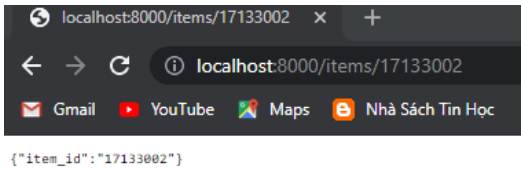 localhost:8000/items/17133002
localhost:8000/items/17133002
Gmail YouTube Maps Nhà Sách Tin Học
{"item_id":"17133002"}